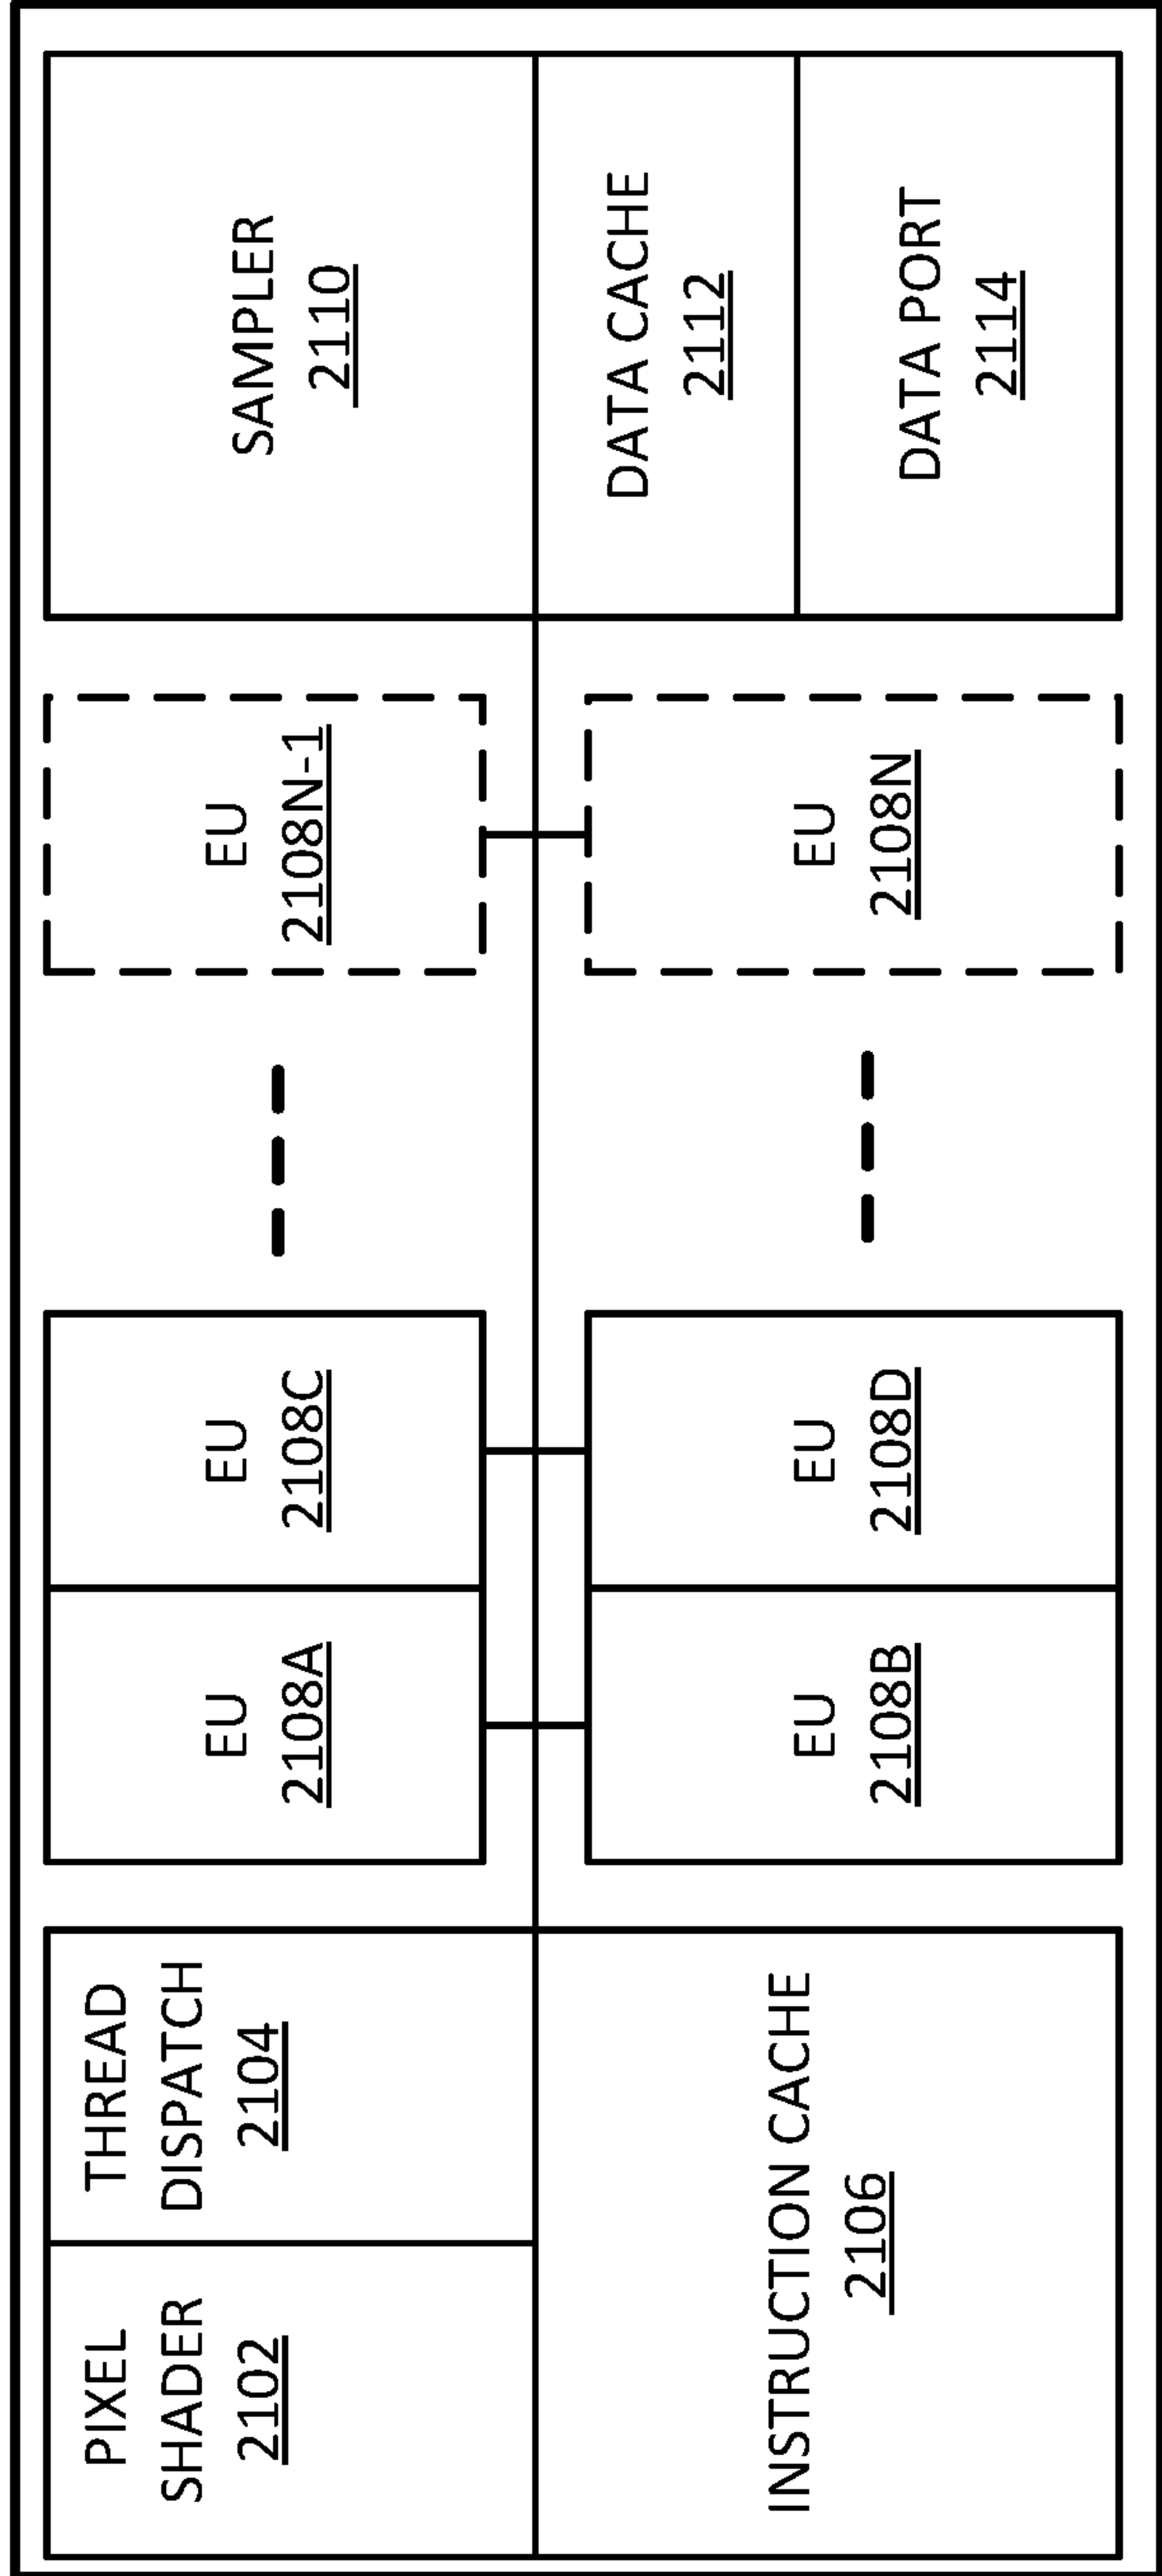 PIXEL
SHADER
2102
THREAD
DISPATCH
2104
INSTRUCTION CACHE
2106
EU
2108A
EU
2108C
EU
2108B
EU
2108D
EU
2108N-1
EU
2108N
SAMPLER
2110
DATA CACHE
2112
DATA PORT
2114